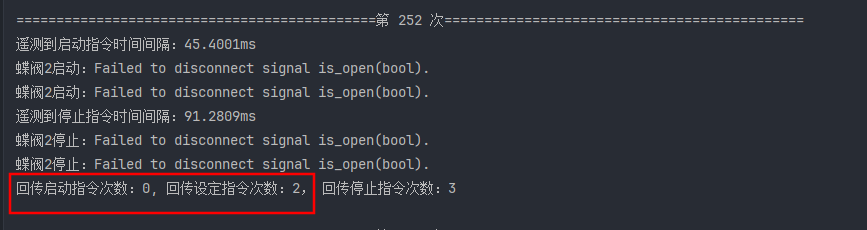 ==============================================第 252 次==============================================
遥测到启动指令时间间隔：45.4001ms
蝶阀2启动：Failed to disconnect signal is_open(bool).
蝶阀2启动：Failed to disconnect signal is_open(bool).
遥测到停止指令时间间隔：91.2809ms
蝶阀2停止：Failed to disconnect signal is_open(bool).
蝶阀2停止：Failed to disconnect signal is_open(bool).
回传启动指令次数：0, 回传设定指令次数：2， 回传停止指令次数：3